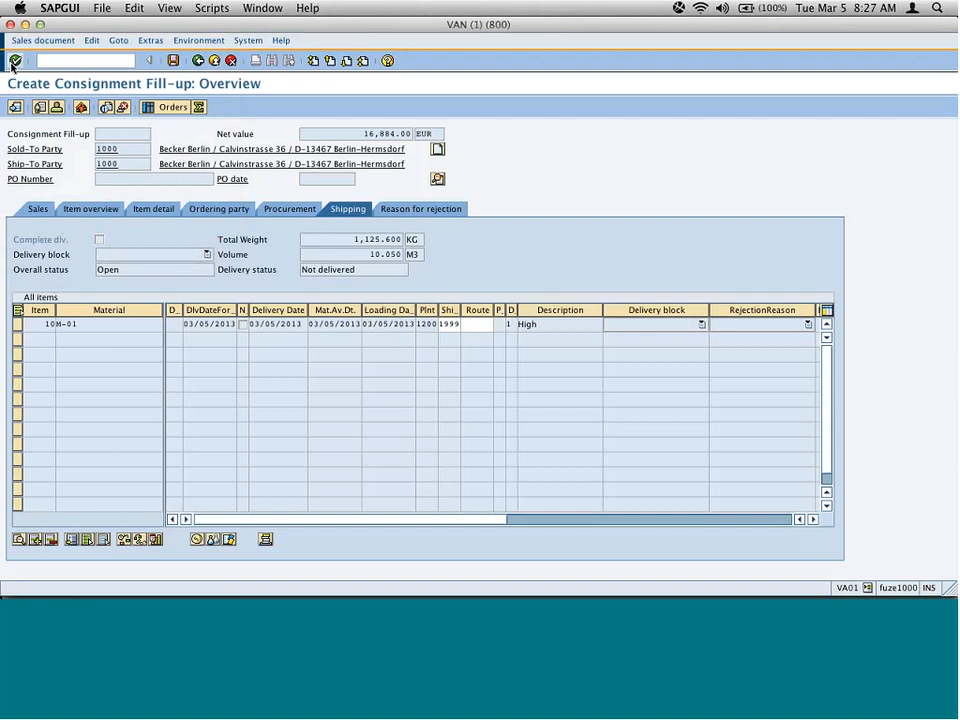 SAPGUI File Edit View Scripts Window Help (100%) Tue Mar 5 8:27 AM
VAN (1) (800)
Sales document Edit Goto Extras Environment System Help
Create Consignment Fill-up: Overview
Orders
Consignment Fill-up Net value 16,884.00 EUR
Sold-To Party 1000 Becker Berlin / Calvinstrasse 36 / D-13467 Berlin-Hermsdorf
Ship-To Party 1000 Becker Berlin / Calvinstrasse 36 / D-13467 Berlin-Hermsdorf
PO Number PO date
Sales Item overview Item detail Ordering party Procurement Shipping Reason for rejection
Complete dlv. Total Weight 1,125.600 KG
Delivery block Volume 10.050 M3
Overall status Open Delivery status Not delivered
All items
Item Material D.. DlvDateFor.. N Delivery Date Mat.Av.Dt. Loading Da.. Plnt Shi.. Route P.. D. Description Delivery block RejectionReason
10 M-01 03/05/2013 03/05/2013 03/05/2013 03/05/2013 1200 1999 1 High
VA01 fuze1000 INS